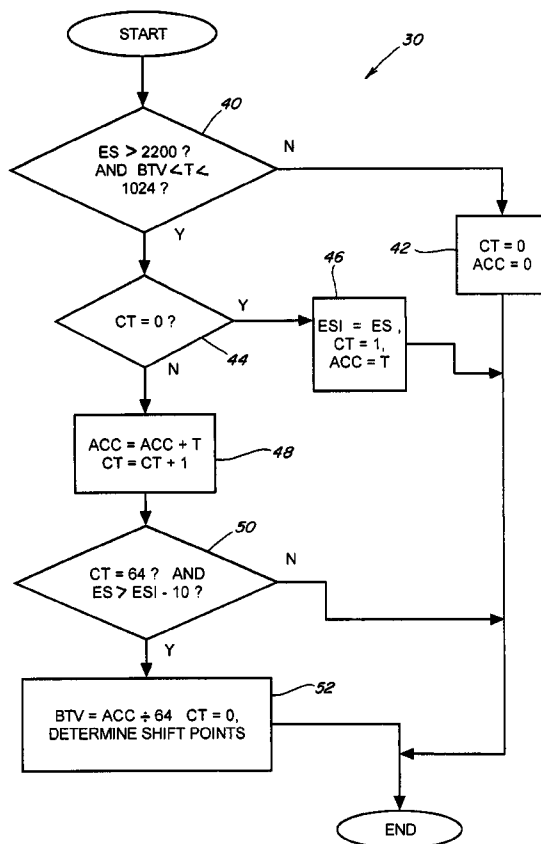 START
30
40
ES > 2200 ?
AND BTV < T <
1024 ?
N
Y
42
CT = 0
ACC = 0
46
CT = 0 ?
Y
ESI = ES ,
CT = 1,
ACC = T
44
N
ACC = ACC + T
CT = CT + 1
48
50
CT = 64 ? AND
ES > ESI - 10 ?
N
Y
52
BTV = ACC ÷ 64 CT = 0,
DETERMINE SHIFT POINTS
END